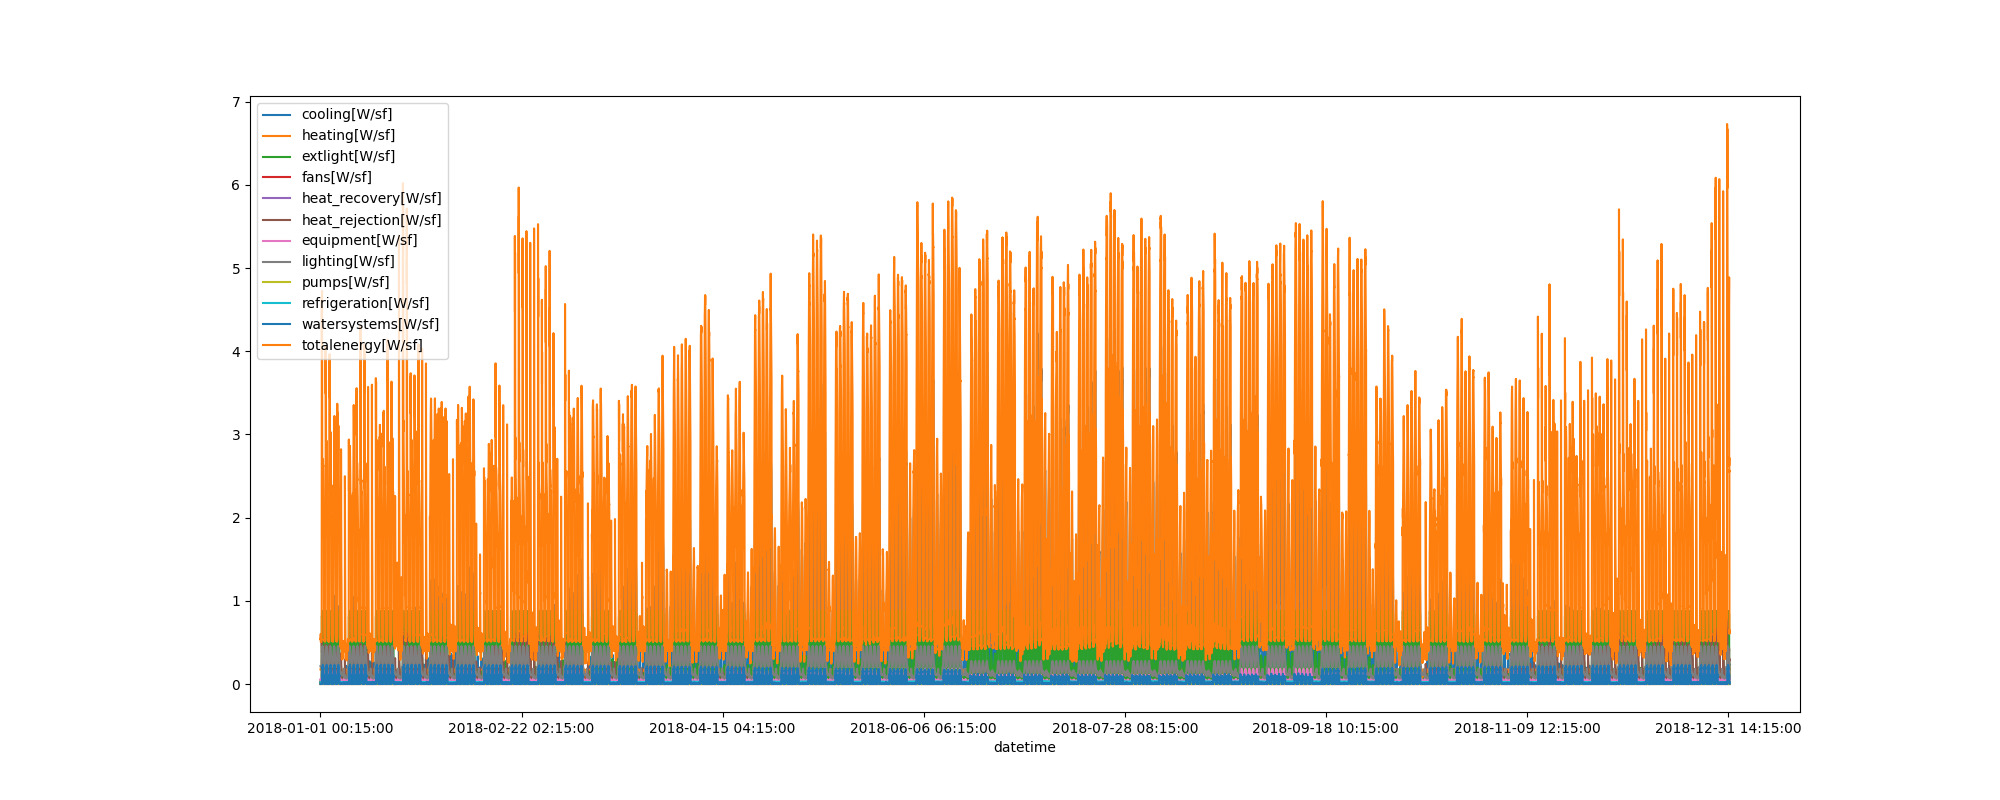 7
6
5
4
3
2
1
0
cooling[W/sf]
heating[W/sf]
extlight[W/sf]
fans[W/sf]
heat_recovery[W/sf]
heat_rejection[W/sf]
equipment[W/sf]
lighting[W/sf]
pumps[W/sf]
refrigeration[W/sf]
watersystems[W/sf]
totalenergy[W/sf]
2018-01-01 00:15:00 2018-02-22 02:15:00 2018-04-15 04:15:00 2018-06-06 06:15:00 2018-07-28 08:15:00 2018-09-18 10:15:00 2018-11-09 12:15:00 2018-12-31 14:15:00
datetime